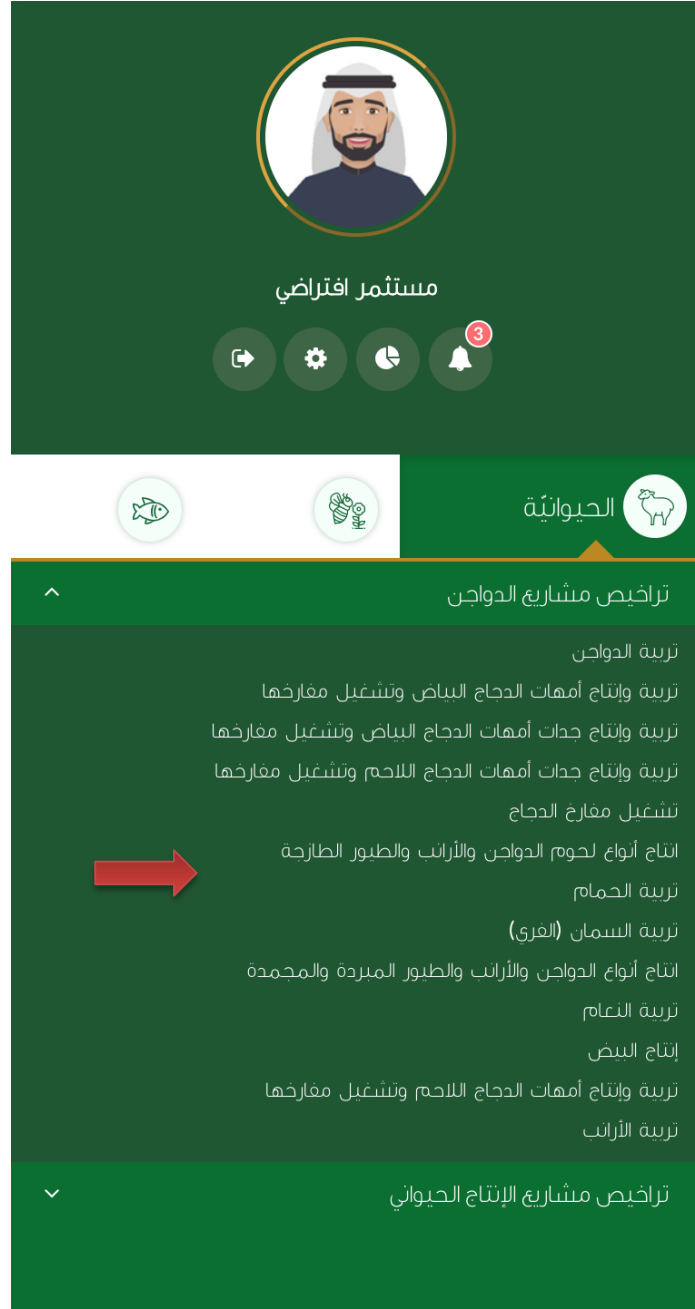 مستثمر افتراضي
3
الحيوانيّة
تراخيص مشاريع الدواجن
تربية الدواجن
تربية وإنتاج أمهات الدجاج البياض وتشغيل مفارخها
تربية وإنتاج جدات أمهات الدجاج البياض وتشغيل مفارخها
تربية وإنتاج جدات أمهات الدجاج اللاحم وتشغيل مفارخها
تشغيل مفارخ الدجاج
انتاج أنواع لحوم الدواجن والأرانب والطيور الطازجة
تربية الحمام
تربية السمان (الفري)
انتاج أنواع الدواجن والأرانب والطيور المبردة والمجمدة
تربية النعام
إنتاج البيض
تربية وإنتاج أمهات الدجاج اللاحم وتشغيل مفارخها
تربية الأرانب
تراخيص مشاريع الإنتاج الحيواني